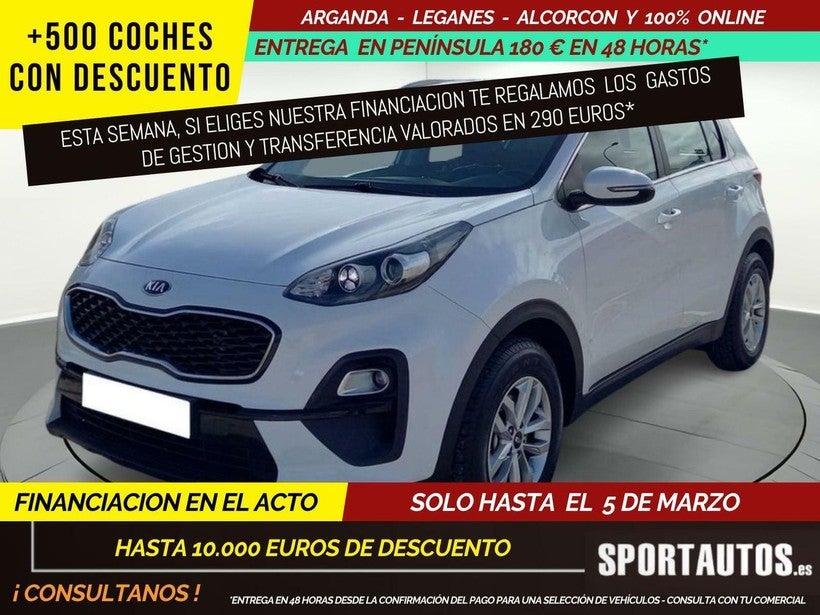 +500 COCHES
CON DESCUENTO
ARGANDA - LEGANES - ALCORCON Y 100% ONLINE
ENTREGA EN PENÍNSULA 180 € EN 48 HORAS*
ESTA SEMANA, SI ELIGES NUESTRA FINANCIACION TE REGALAMOS LOS GASTOS
DE GESTION Y TRANSFERENCIA VALORADOS EN 290 EUROS*
KIA
FINANCIACION EN EL ACTO
SOLO HASTA EL 5 DE MARZO
HASTA 10.000 EUROS DE DESCUENTO
SPORTAUTOS.es
¡ CONSULTANOS !
*ENTREGA EN 48 HORAS DESDE LA CONFIRMACIÓN DEL PAGO PARA UNA SELECCIÓN DE VEHÍCULOS - CONSULTA CON TU COMERCIAL